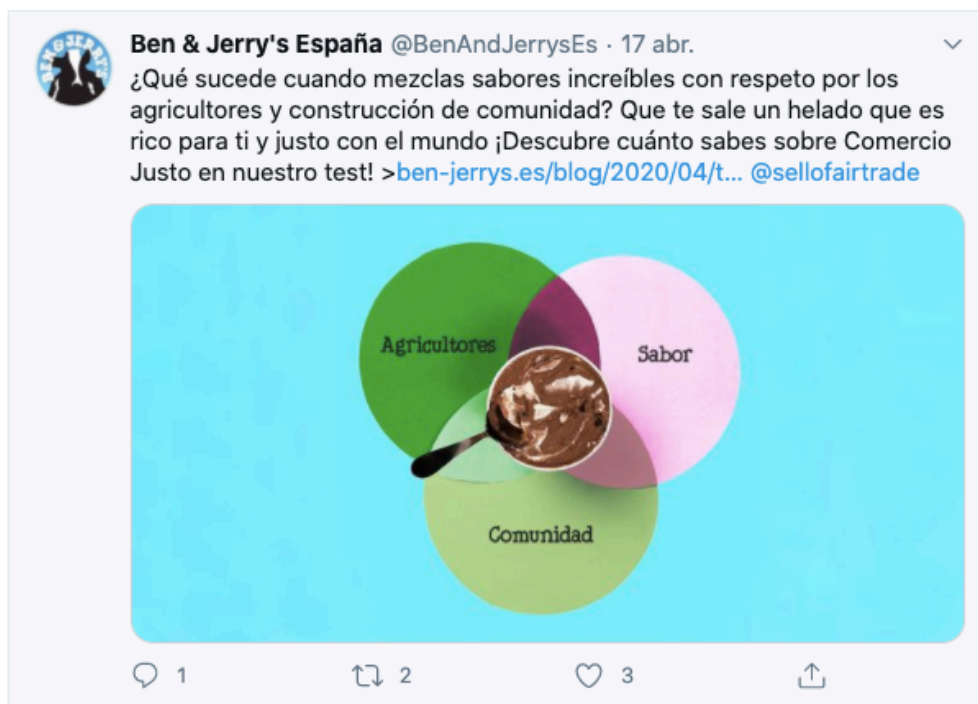 Ben & Jerry's España @BenAndJerrysEs · 17 abr.
¿Qué sucede cuando mezclas sabores increíbles con respeto por los
agricultores y construcción de comunidad? Que te sale un helado que es
rico para ti y justo con el mundo ¡Descubre cuánto sabes sobre Comercio
Justo en nuestro test! >ben-jerrys.es/blog/2020/04/t... @sellofairtrade
BEN & JERRY'S
Agricultores
Sabor
Comunidad
1 2 3